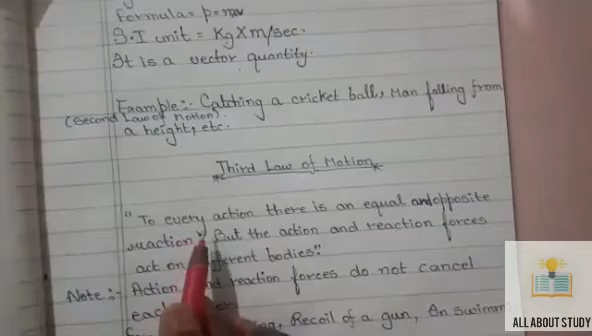 Formula = p=mv
S.I unit = Kg X m/sec.
It is a vector quantity.
Example:- Catching a cricket ball, Man falling from
(Second Law of Motion)
a height, etc.
Third Law of Motion
" To every action there is an equal and opposite
reaction". But the action and reaction forces
act on different bodies."
Note:- Action and reaction forces do not cancel
each
Recoil of a gun, An swimm
ALL ABOUT STUDY